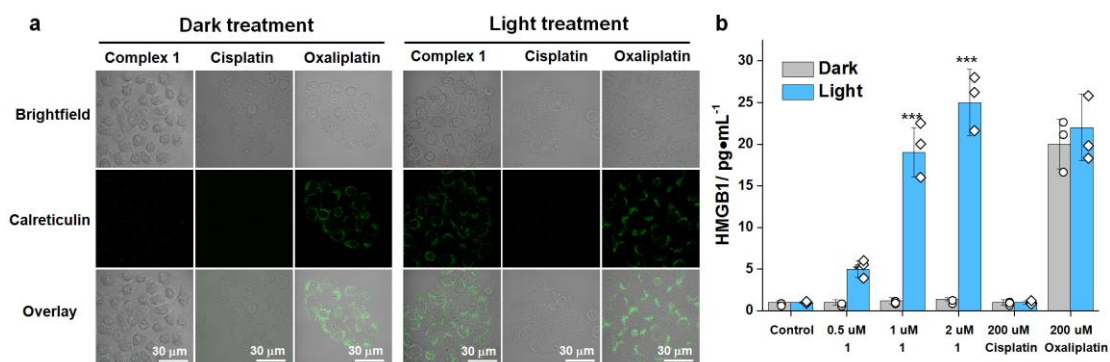 a
Dark treatment
Light treatment
Complex 1 Cisplatin Oxaliplatin
Complex 1 Cisplatin Oxaliplatin
Brightfield
Calreticulin
Overlay
30 μm 30 μm 30 μm
30 μm 30 μm 30 μm
b
Dark
Light
HMGB1/ pg•mL⁻¹
30
25
20
15
10
5
0
***
***
Control
0.5 uM
1
1 uM
1
2 uM
1
200 uM
Cisplatin
200 uM
Oxaliplatin